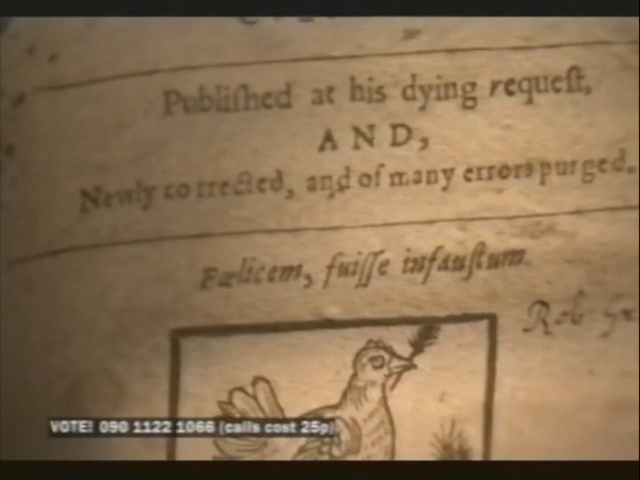 Publiſhed at his dying requeſt,
AND,
Newly corrected, and of many errors purged.
Fœlicem, fuiſſe infauſtum
Rob
VOTE! 090 1122 1066 (calls cost 25p)